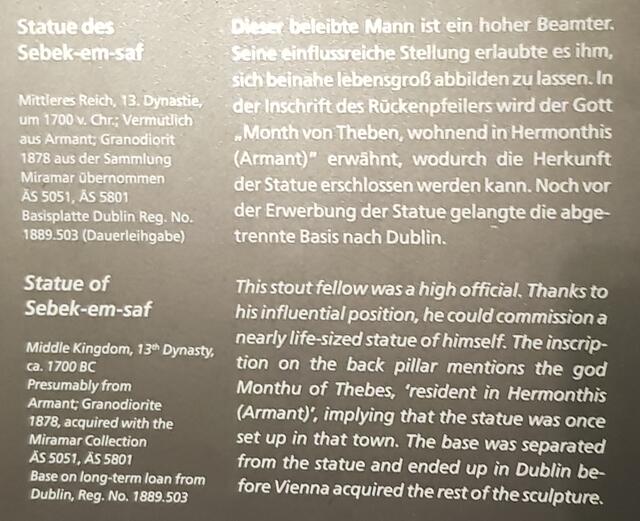 Statue des
Sebek-em-saf
Mittleres Reich, 13. Dynastie,
um 1700 v. Chr.; Vermutlich
aus Armant; Granodiorit
1878 aus der Sammlung
Miramar übernommen
ÄS 5051, ÄS 5801
Basisplatte Dublin Reg. No.
1889.503 (Dauerleihgabe)
Dieser beleibte Mann ist ein hoher Beamter.
Seine einflussreiche Stellung erlaubte es ihm,
sich beinahe lebensgroß abbilden zu lassen. In
der Inschrift des Rückenpfeilers wird der Gott
„Month von Theben, wohnend in Hermonthis
(Armant)" erwähnt, wodurch die Herkunft
der Statue erschlossen werden kann. Noch vor
der Erwerbung der Statue gelangte die abge-
trennte Basis nach Dublin.
Statue of
Sebek-em-saf
Middle Kingdom, 13th Dynasty,
ca. 1700 BC
Presumably from
Armant; Granodiorite
1878, acquired with the
Miramar Collection
ÄS 5051, ÄS 5801
Base on long-term loan from
Dublin, Reg. No. 1889.503
This stout fellow was a high official. Thanks to
his influential position, he could commission a
nearly life-sized statue of himself. The inscrip-
tion on the back pillar mentions the god
Monthu of Thebes, 'resident in Hermonthis
(Armant)', implying that the statue was once
set up in that town. The base was separated
from the statue and ended up in Dublin be-
fore Vienna acquired the rest of the sculpture.